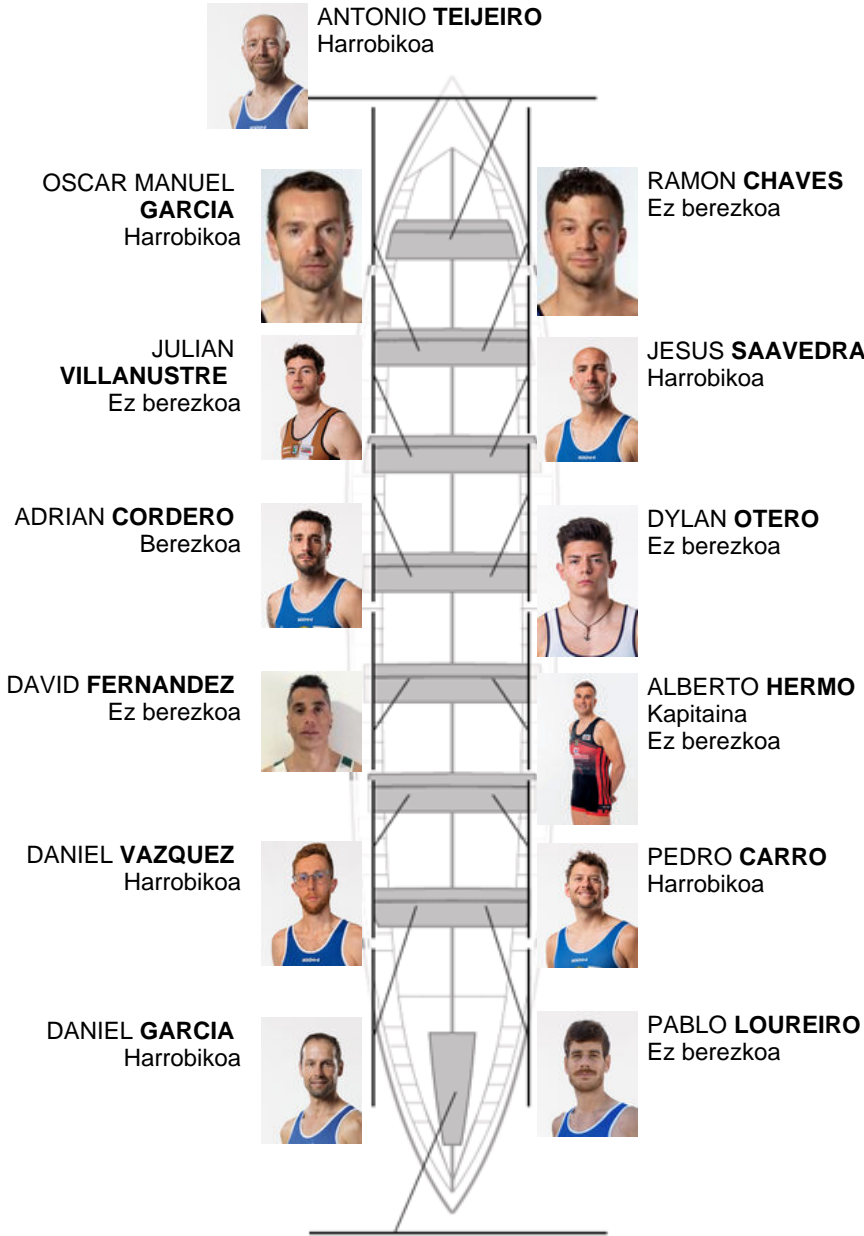 ANTONIO TEIJEIRO
Harrobikoa
OSCAR MANUEL
GARCIA
Harrobikoa
RAMON CHAVES
Ez berezkoa
JULIAN
VILLANUSTRE
Ez berezkoa
JESUS SAAVEDRA
Harrobikoa
ADRIAN CORDERO
Berezkoa
DYLAN OTERO
Ez berezkoa
DAVID FERNANDEZ
Ez berezkoa
ALBERTO HERMO
Kapitaina
Ez berezkoa
DANIEL VAZQUEZ
Harrobikoa
PEDRO CARRO
Harrobikoa
DANIEL GARCIA
Harrobikoa
PABLO LOUREIRO
Ez berezkoa